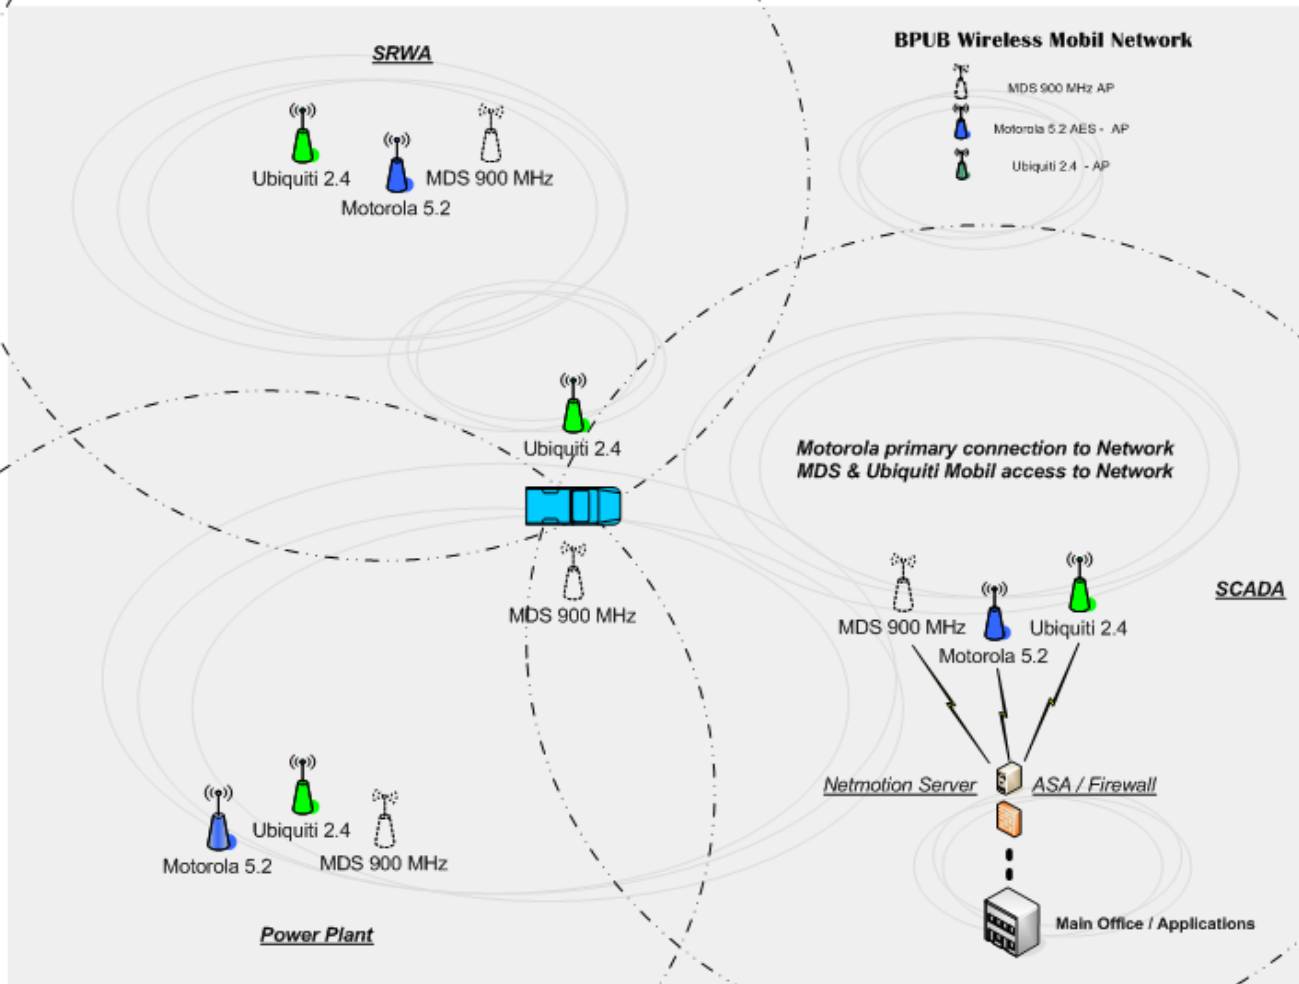 SRWA
Ubiquiti 2.4
MDS 900 MHz
Motorola 5.2
BPUB Wireless Mobil Network
MDS 900 MHz AP
Motorola 5.2 AES - AP
Ubiquiti 2.4 - AP
Ubiquiti 2.4
MDS 900 MHz
Motorola primary connection to Network
MDS & Ubiquiti Mobil access to Network
SCADA
MDS 900 MHz
Ubiquiti 2.4
Motorola 5.2
Netmotion Server
ASA / Firewall
Main Office / Applications
Ubiquiti 2.4
Motorola 5.2
MDS 900 MHz
Power Plant